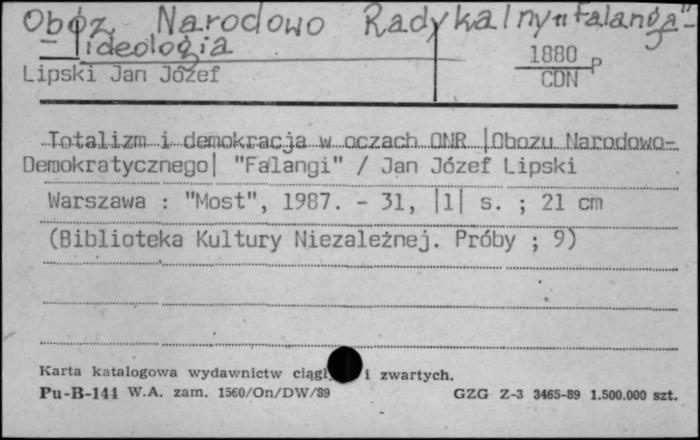 Obóz Narodowo Radykalny "Falanga" -
- ideologia
Lipski Jan Józef
1880 P
CDN
Totalizm i demokracja w oczach ONR |Obozu Narodowo-
Demokratycznego| "Falangi" / Jan Józef Lipski
Warszawa : "Most", 1987. - 31, |1| s. ; 21 cm
(Biblioteka Kultury Niezależnej. Próby ; 9)
Karta katalogowa wydawnictw ciągł i zwartych.
Pu-B-144 W.A. zam. 1560/On/DW/89
GZG Z-3 3465-89 1.500.000 szt.